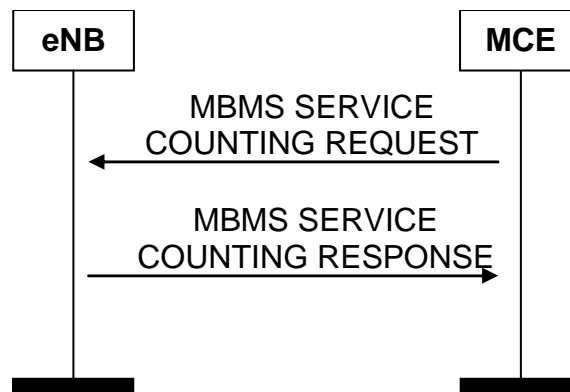 eNB
MCE
MBMS SERVICE
COUNTING REQUEST
MBMS SERVICE
COUNTING RESPONSE